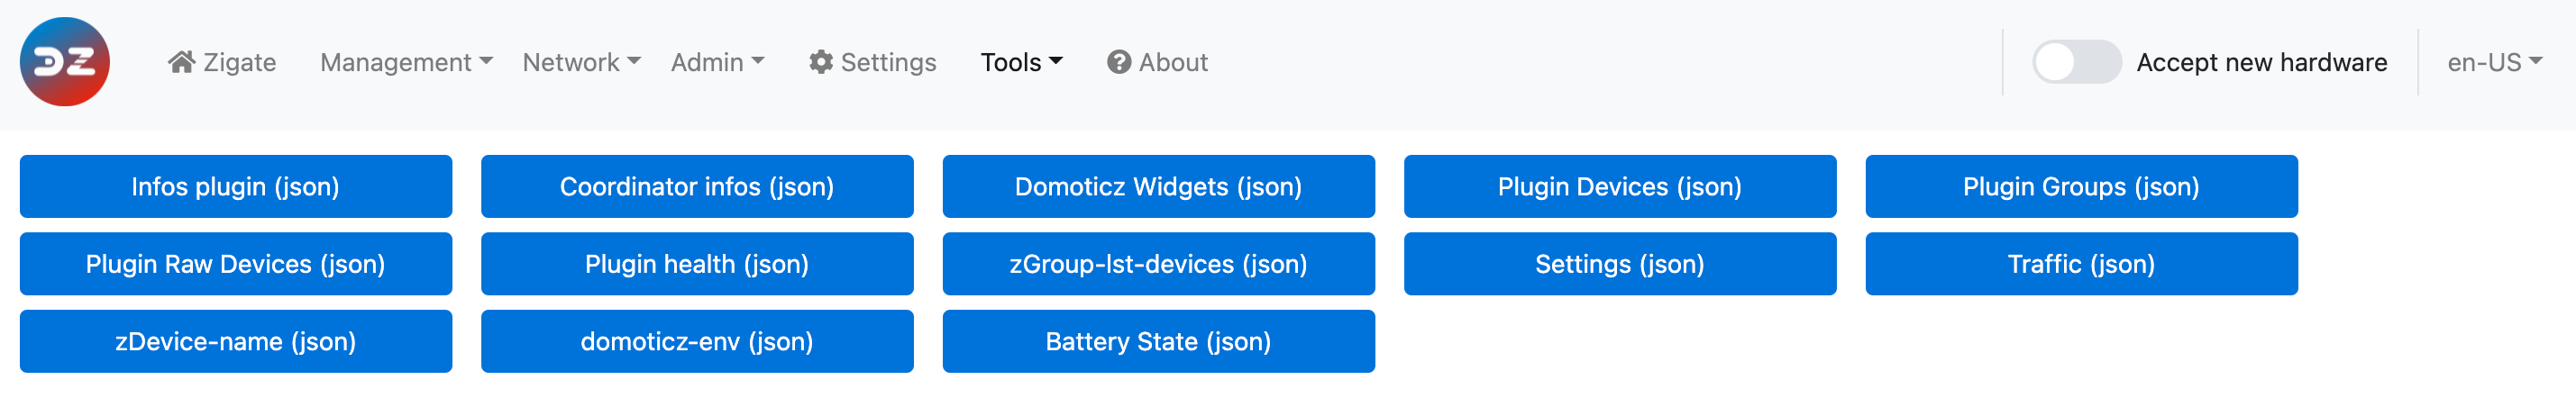 DZ Zigate Management Network Admin Settings Tools About Accept new hardware en-US
Infos plugin (json) Coordinator infos (json) Domoticz Widgets (json) Plugin Devices (json) Plugin Groups (json)
Plugin Raw Devices (json) Plugin health (json) zGroup-lst-devices (json) Settings (json) Traffic (json)
zDevice-name (json) domoticz-env (json) Battery State (json)